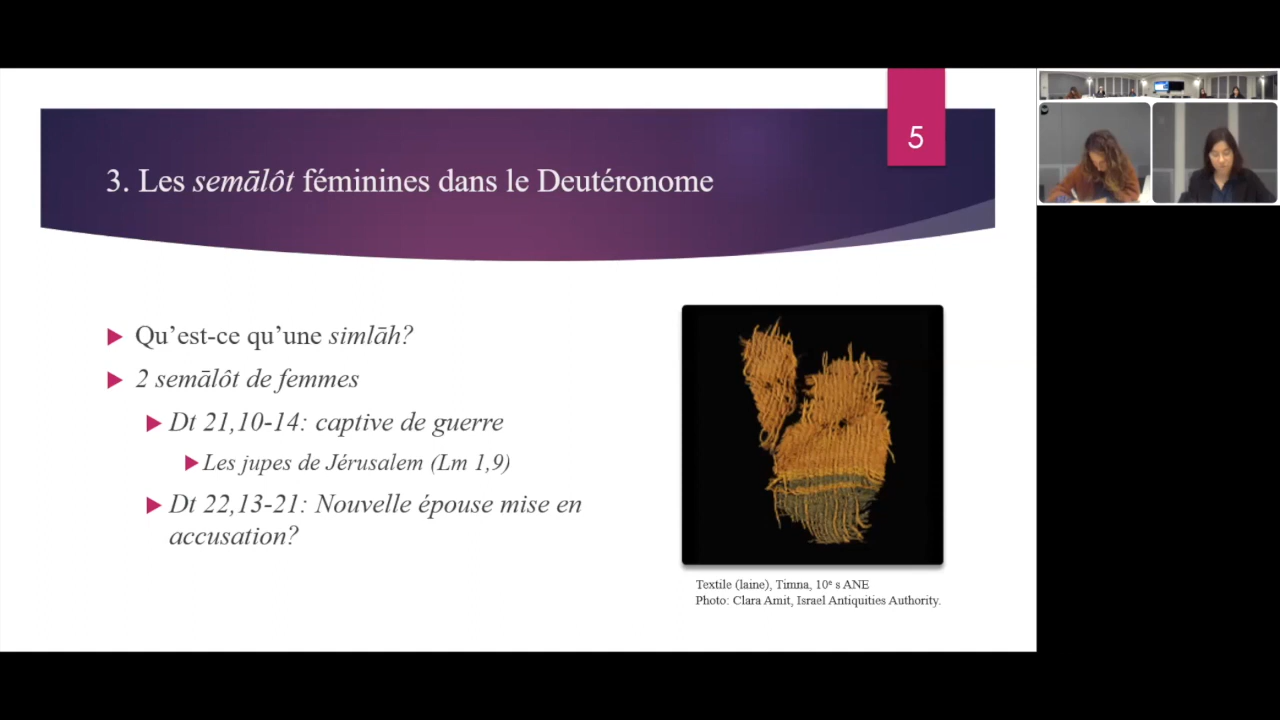 5
3. Les semālôt féminines dans le Deutéronome
Qu’est-ce qu’une simlāh?
2 semālôt de femmes
Dt 21,10-14: captive de guerre
Les jupes de Jérusalem (Lm 1,9)
Dt 22,13-21: Nouvelle épouse mise en
accusation?
Textile (laine), Timna, 10ᵉ s ANE
Photo: Clara Amit, Israel Antiquities Authority.